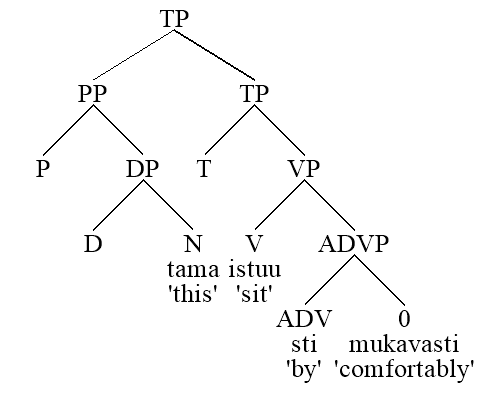 TP
PP TP
P DP T VP
D N V ADVP
tama istuu
'this' 'sit'
ADV 0
sti mukavasti
'by' 'comfortably'